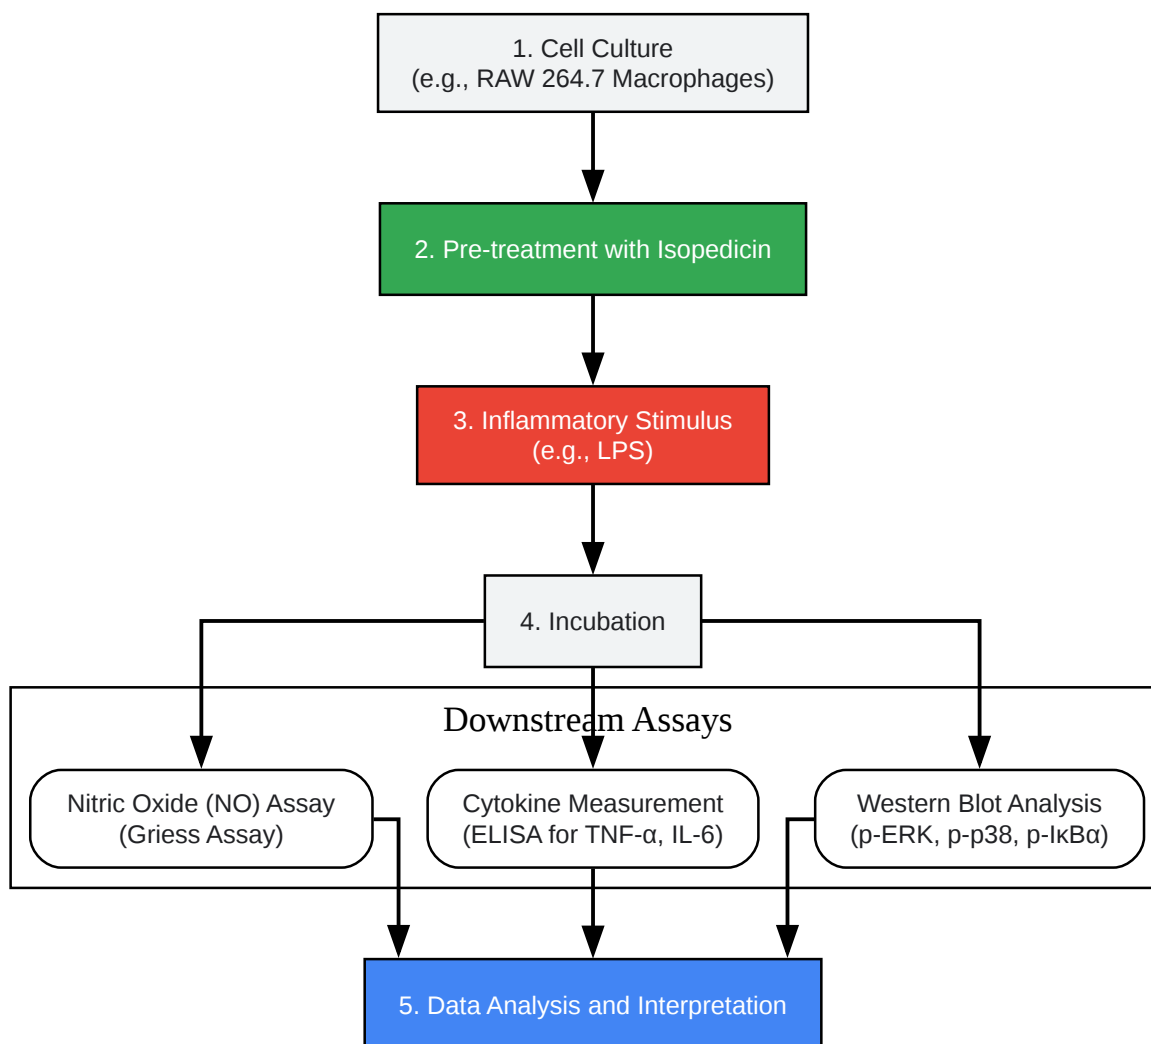 1. Cell Culture
(e.g., RAW 264.7 Macrophages)
2. Pre-treatment with Isopedicin
3. Inflammatory Stimulus
(e.g., LPS)
4. Incubation
Downstream Assays
Nitric Oxide (NO) Assay
(Griess Assay)
Cytokine Measurement
(ELISA for TNF-α, IL-6)
Western Blot Analysis
(p-ERK, p-p38, p-IκBα)
5. Data Analysis and Interpretation